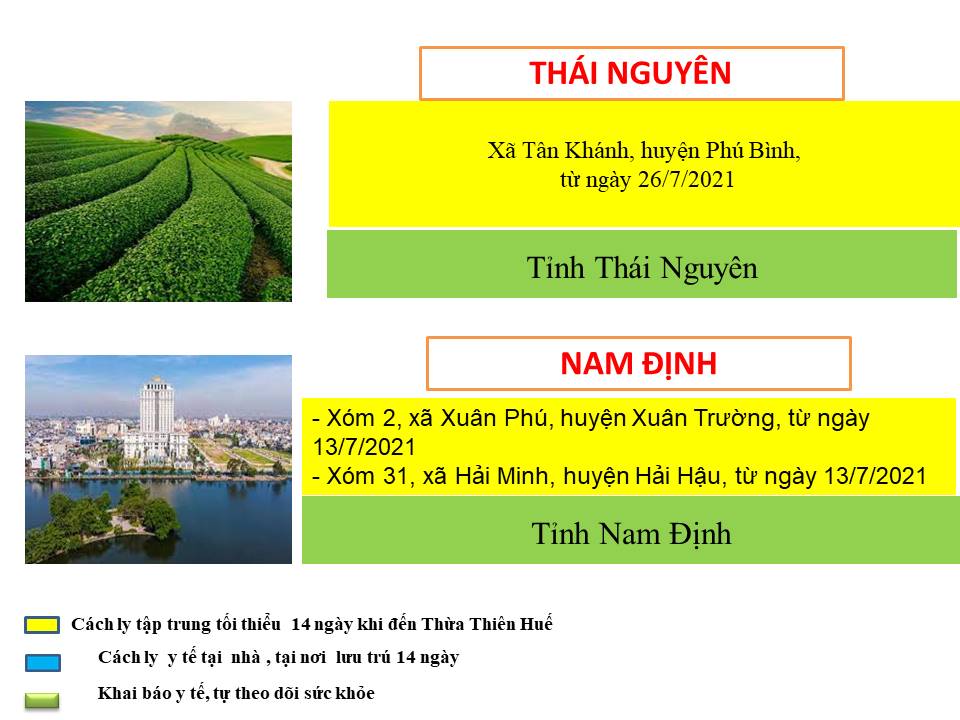 THÁI NGUYÊN
Xã Tân Khánh, huyện Phú Bình,
từ ngày 26/7/2021
Tỉnh Thái Nguyên
NAM ĐỊNH
- Xóm 2, xã Xuân Phú, huyện Xuân Trường, từ ngày
13/7/2021
- Xóm 31, xã Hải Minh, huyện Hải Hậu, từ ngày 13/7/2021
Tỉnh Nam Định
Cách ly tập trung tối thiểu 14 ngày khi đến Thừa Thiên Huế
Cách ly y tế tại nhà , tại nơi lưu trú 14 ngày
Khai báo y tế, tự theo dõi sức khỏe